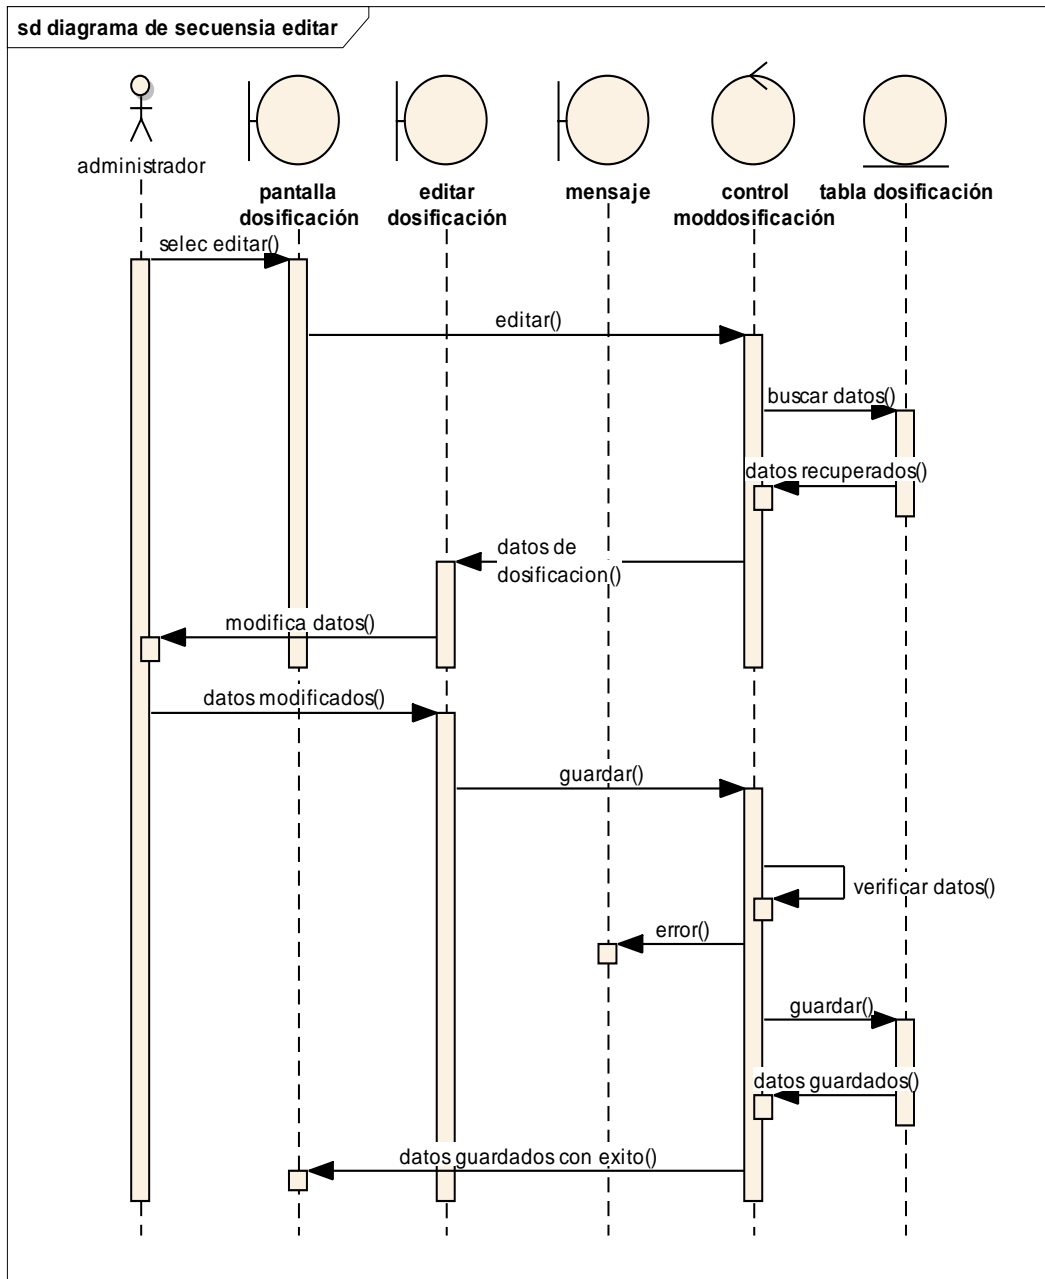 sd diagrama de secuensia editar
administrador
pantalla
dosificación
editar
dosificación
mensaje
control
moddosificación
tabla dosificación
selec editar()
editar()
buscar datos()
datos recuperados()
datos de
dosificacion()
modifica datos()
datos modificados()
guardar()
verificar datos()
error()
guardar()
datos guardados()
datos guardados con exito()